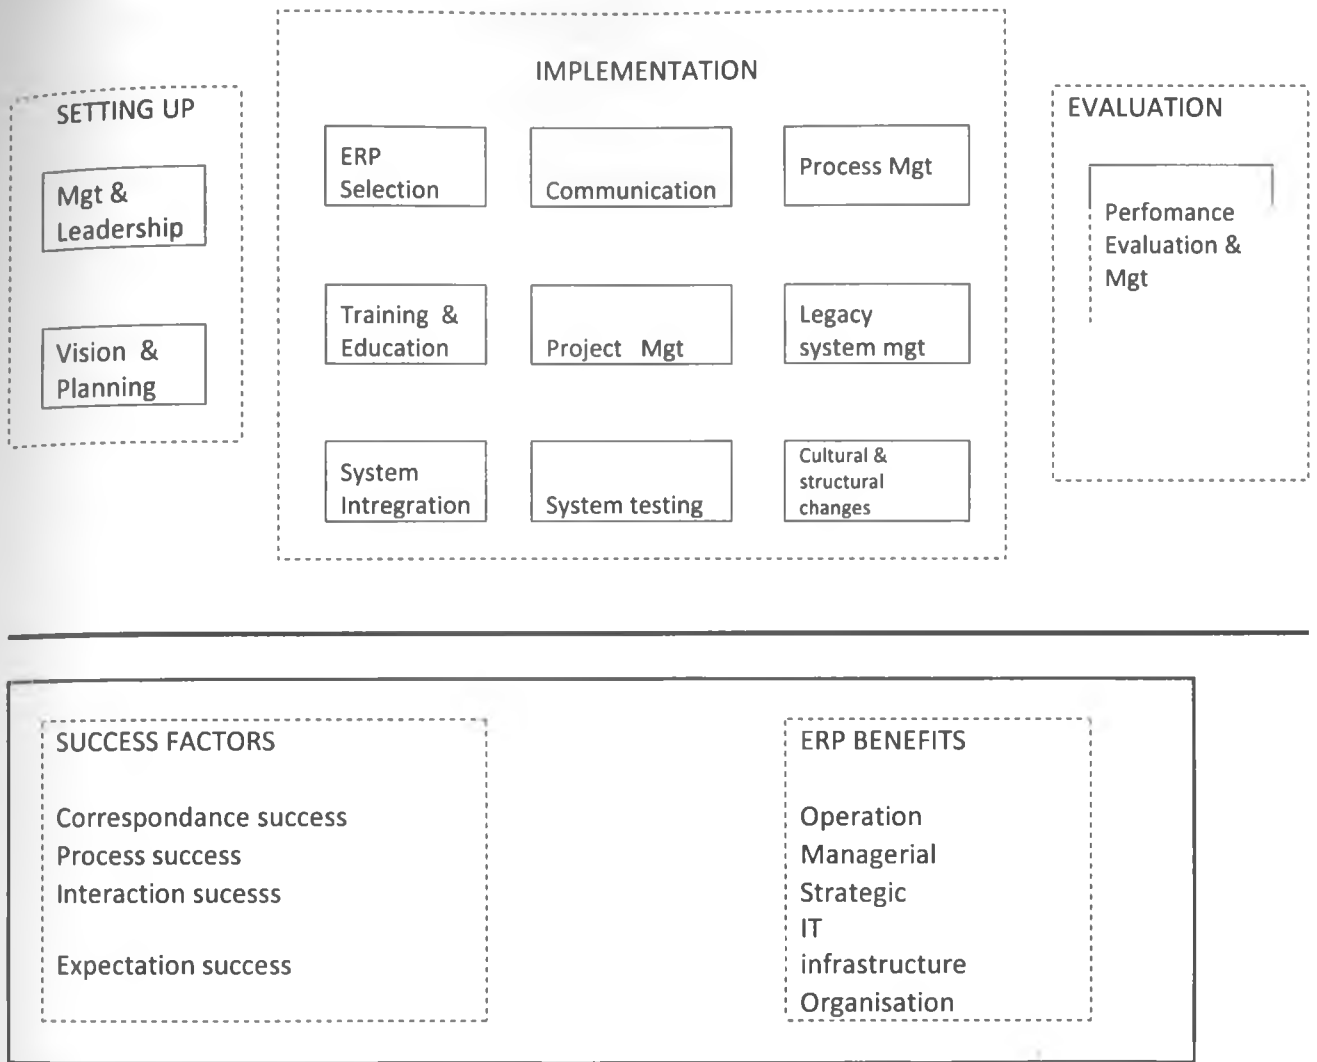 SETTING UP
Mgt &
Leadership
Vision &
Planning
IMPLEMENTATION
ERP
Selection
Communication
Process Mgt
Training & 
Education
Project Mgt
Legacy
system mgt
System
Intregration
System testing
Cultural &
structural
changes
EVALUATION
Perfomance
Evaluation &
Mgt
SUCCESS FACTORS
Correspondance success
Process success
Interaction sucesss
Expectation success
ERP BENEFITS
Operation
Managerial
Strategic
IT
infrastructure
Organisation